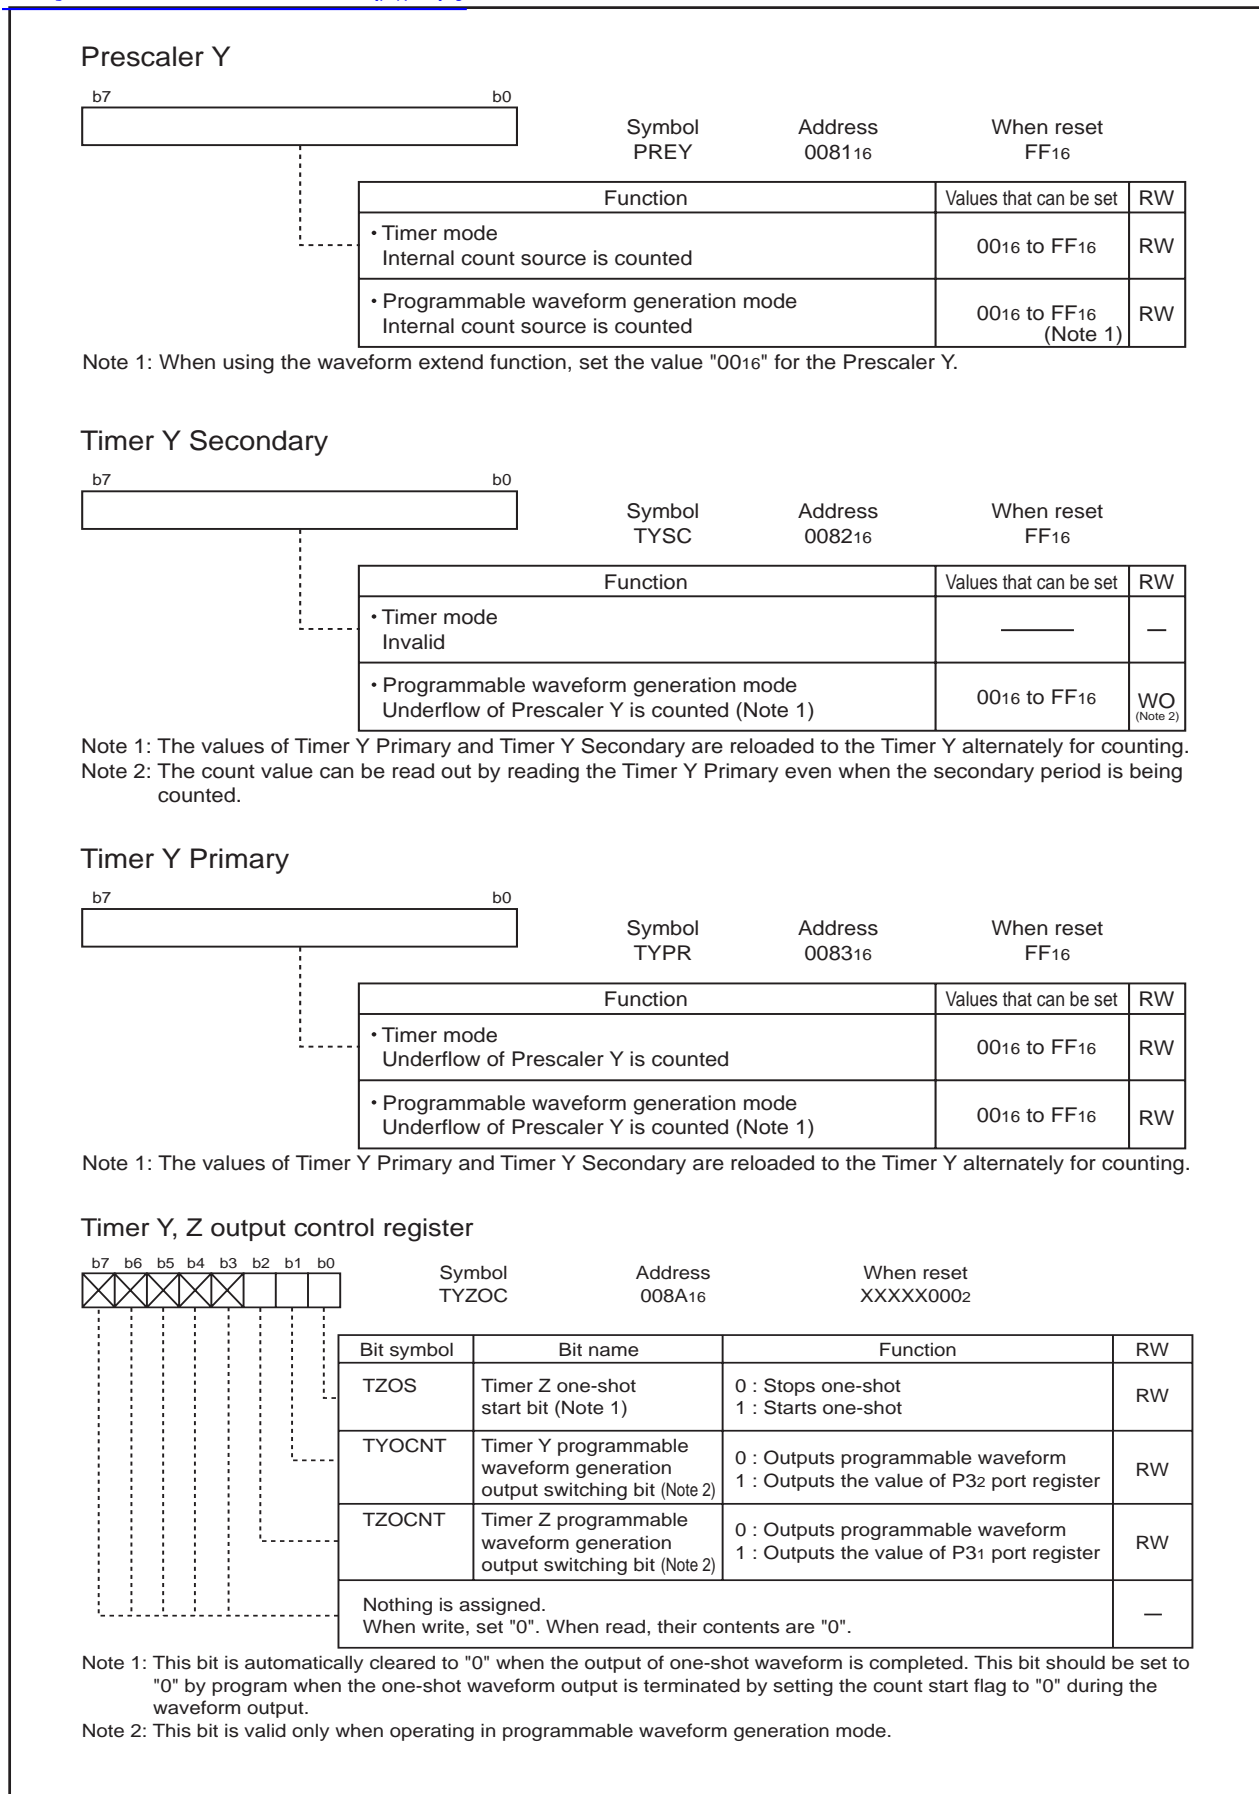 Prescaler Y
b7 b0
Symbol Address When reset
PREY 008116 FF16
Function Values that can be set RW
• Timer mode
Internal count source is counted
0016 to FF16 RW
• Programmable waveform generation mode
Internal count source is counted
0016 to FF16 RW
(Note 1)
Note 1: When using the waveform extend function, set the value "0016" for the Prescaler Y.
Timer Y Secondary
b7 b0
Symbol Address When reset
TYSC 008216 FF16
Function Values that can be set RW
• Timer mode
Invalid
— —
• Programmable waveform generation mode
Underflow of Prescaler Y is counted (Note 1)
0016 to FF16 WO
(Note 2)
Note 1: The values of Timer Y Primary and Timer Y Secondary are reloaded to the Timer Y alternately for counting.
Note 2: The count value can be read out by reading the Timer Y Primary even when the secondary period is being
counted.
Timer Y Primary
b7 b0
Symbol Address When reset
TYPR 008316 FF16
Function Values that can be set RW
• Timer mode
Underflow of Prescaler Y is counted
0016 to FF16 RW
• Programmable waveform generation mode
Underflow of Prescaler Y is counted (Note 1)
0016 to FF16 RW
Note 1: The values of Timer Y Primary and Timer Y Secondary are reloaded to the Timer Y alternately for counting.
Timer Y, Z output control register
b7 b6 b5 b4 b3 b2 b1 b0
Symbol Address When reset
TYZOC 008A16 XXXXX0002
Bit symbol Bit name Function RW
TZOS
Timer Z one-shot
start bit (Note 1)
0 : Stops one-shot
1 : Starts one-shot
RW
TYOCNT
Timer Y programmable
waveform generation
output switching bit (Note 2)
0 : Outputs programmable waveform
1 : Outputs the value of P32 port register
RW
TZOCNT
Timer Z programmable
waveform generation
output switching bit (Note 2)
0 : Outputs programmable waveform
1 : Outputs the value of P31 port register
RW
Nothing is assigned.
When write, set "0". When read, their contents are "0".
—
Note 1: This bit is automatically cleared to "0" when the output of one-shot waveform is completed. This bit should be set to
"0" by program when the one-shot waveform output is terminated by setting the count start flag to "0" during the
waveform output.
Note 2: This bit is valid only when operating in programmable waveform generation mode.